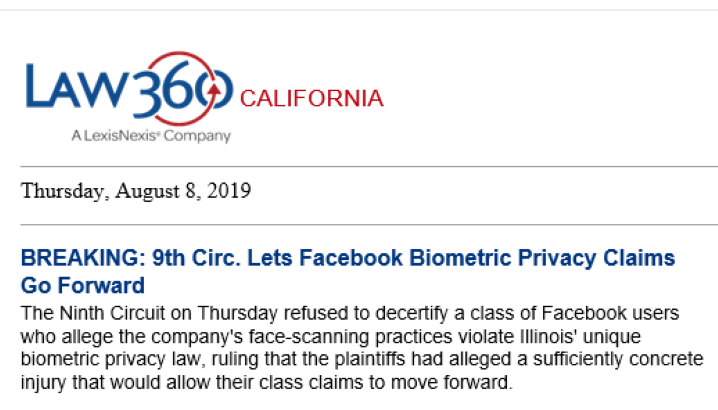 LAW360 CALIFORNIA
A LexisNexis® Company
Thursday, August 8, 2019
BREAKING: 9th Circ. Lets Facebook Biometric Privacy Claims
Go Forward
The Ninth Circuit on Thursday refused to decertify a class of Facebook users
who allege the company's face-scanning practices violate Illinois' unique
biometric privacy law, ruling that the plaintiffs had alleged a sufficiently concrete
injury that would allow their class claims to move forward.